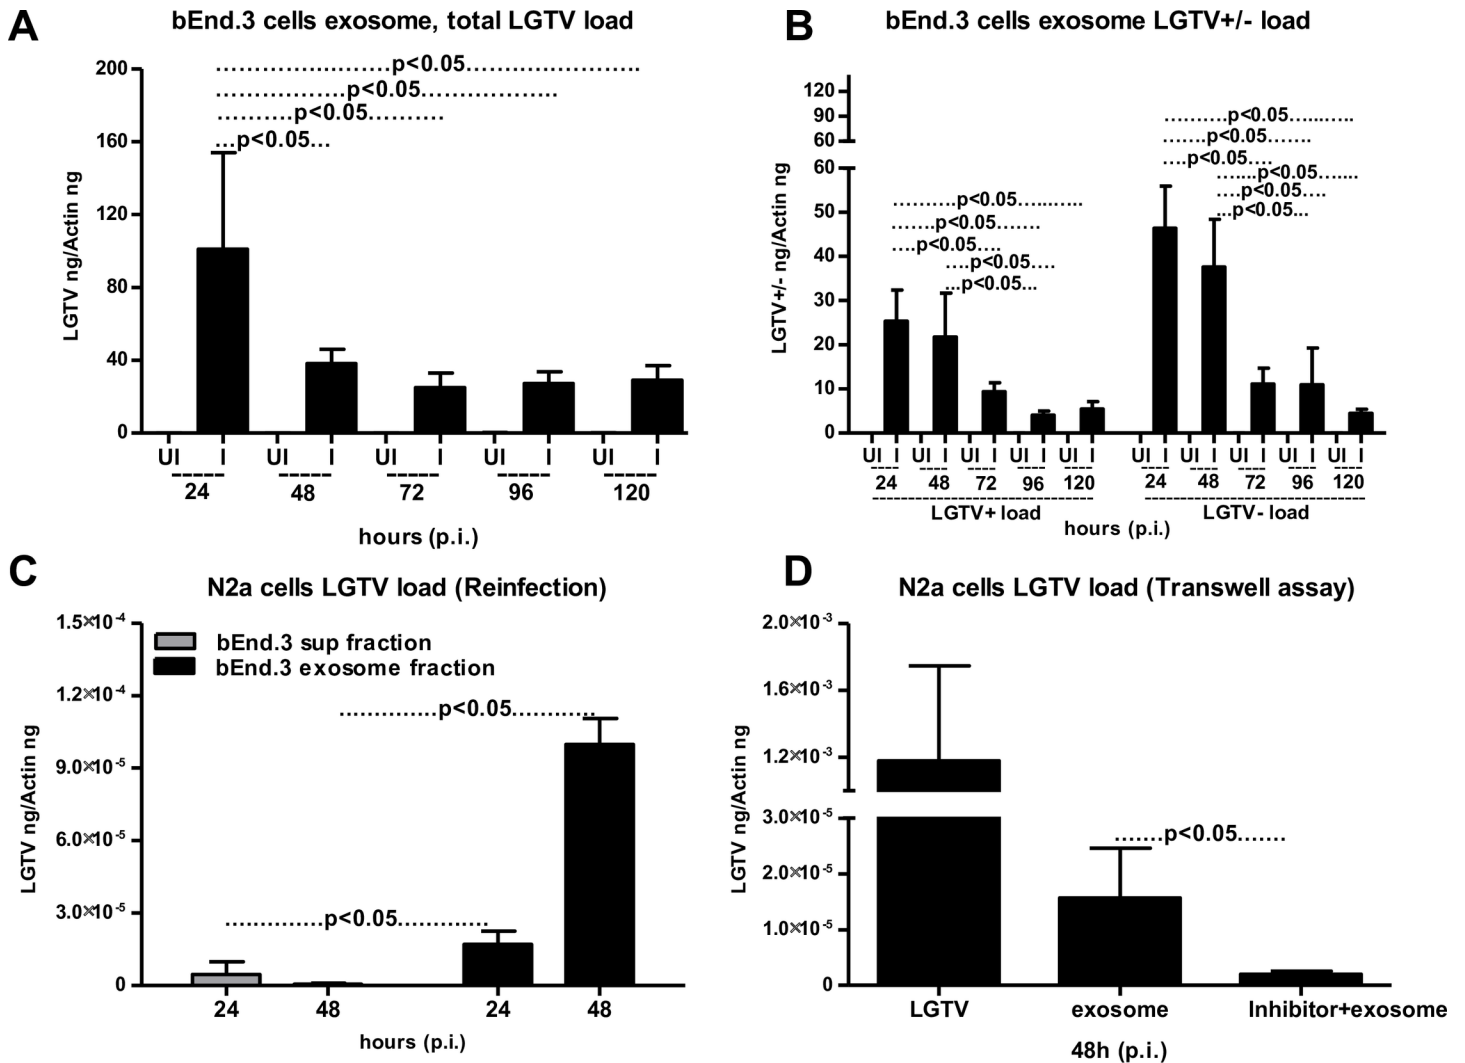 A
bEnd.3 cells exosome, total LGTV load
LGTV ng/Actin ng
200
160
120
80
40
0
p<0.05
p<0.05
p<0.05
p<0.05
UI I UI I UI I UI I UI I
24 48 72 96 120
hours (p.i.)
B
bEnd.3 cells exosome LGTV+/- load
LGTV+/- ng/Actin ng
120
90
60
60
50
40
30
20
10
0
p<0.05
p<0.05
p<0.05
p<0.05
p<0.05
p<0.05
p<0.05
p<0.05
p<0.05
p<0.05
p<0.05
UI I UI I UI I UI I UI I UI I UI I UI I UI I UI I
24 48 72 96 120 24 48 72 96 120
LGTV+ load LGTV- load
hours (p.i.)
C
N2a cells LGTV load (Reinfection)
LGTV ng/Actin ng
1.5×10-4
1.2×10-4
9.0×10-5
6.0×10-5
3.0×10-5
0
bEnd.3 sup fraction
bEnd.3 exosome fraction
p<0.05
p<0.05
24 48 24 48
hours (p.i.)
D
N2a cells LGTV load (Transwell assay)
LGTV ng/Actin ng
2.0×10-3
1.6×10-3
1.2×10-3
3.0×10-5
2.0×10-5
1.0×10-5
0
p<0.05
LGTV exosome Inhibitor+exosome
48h (p.i.)